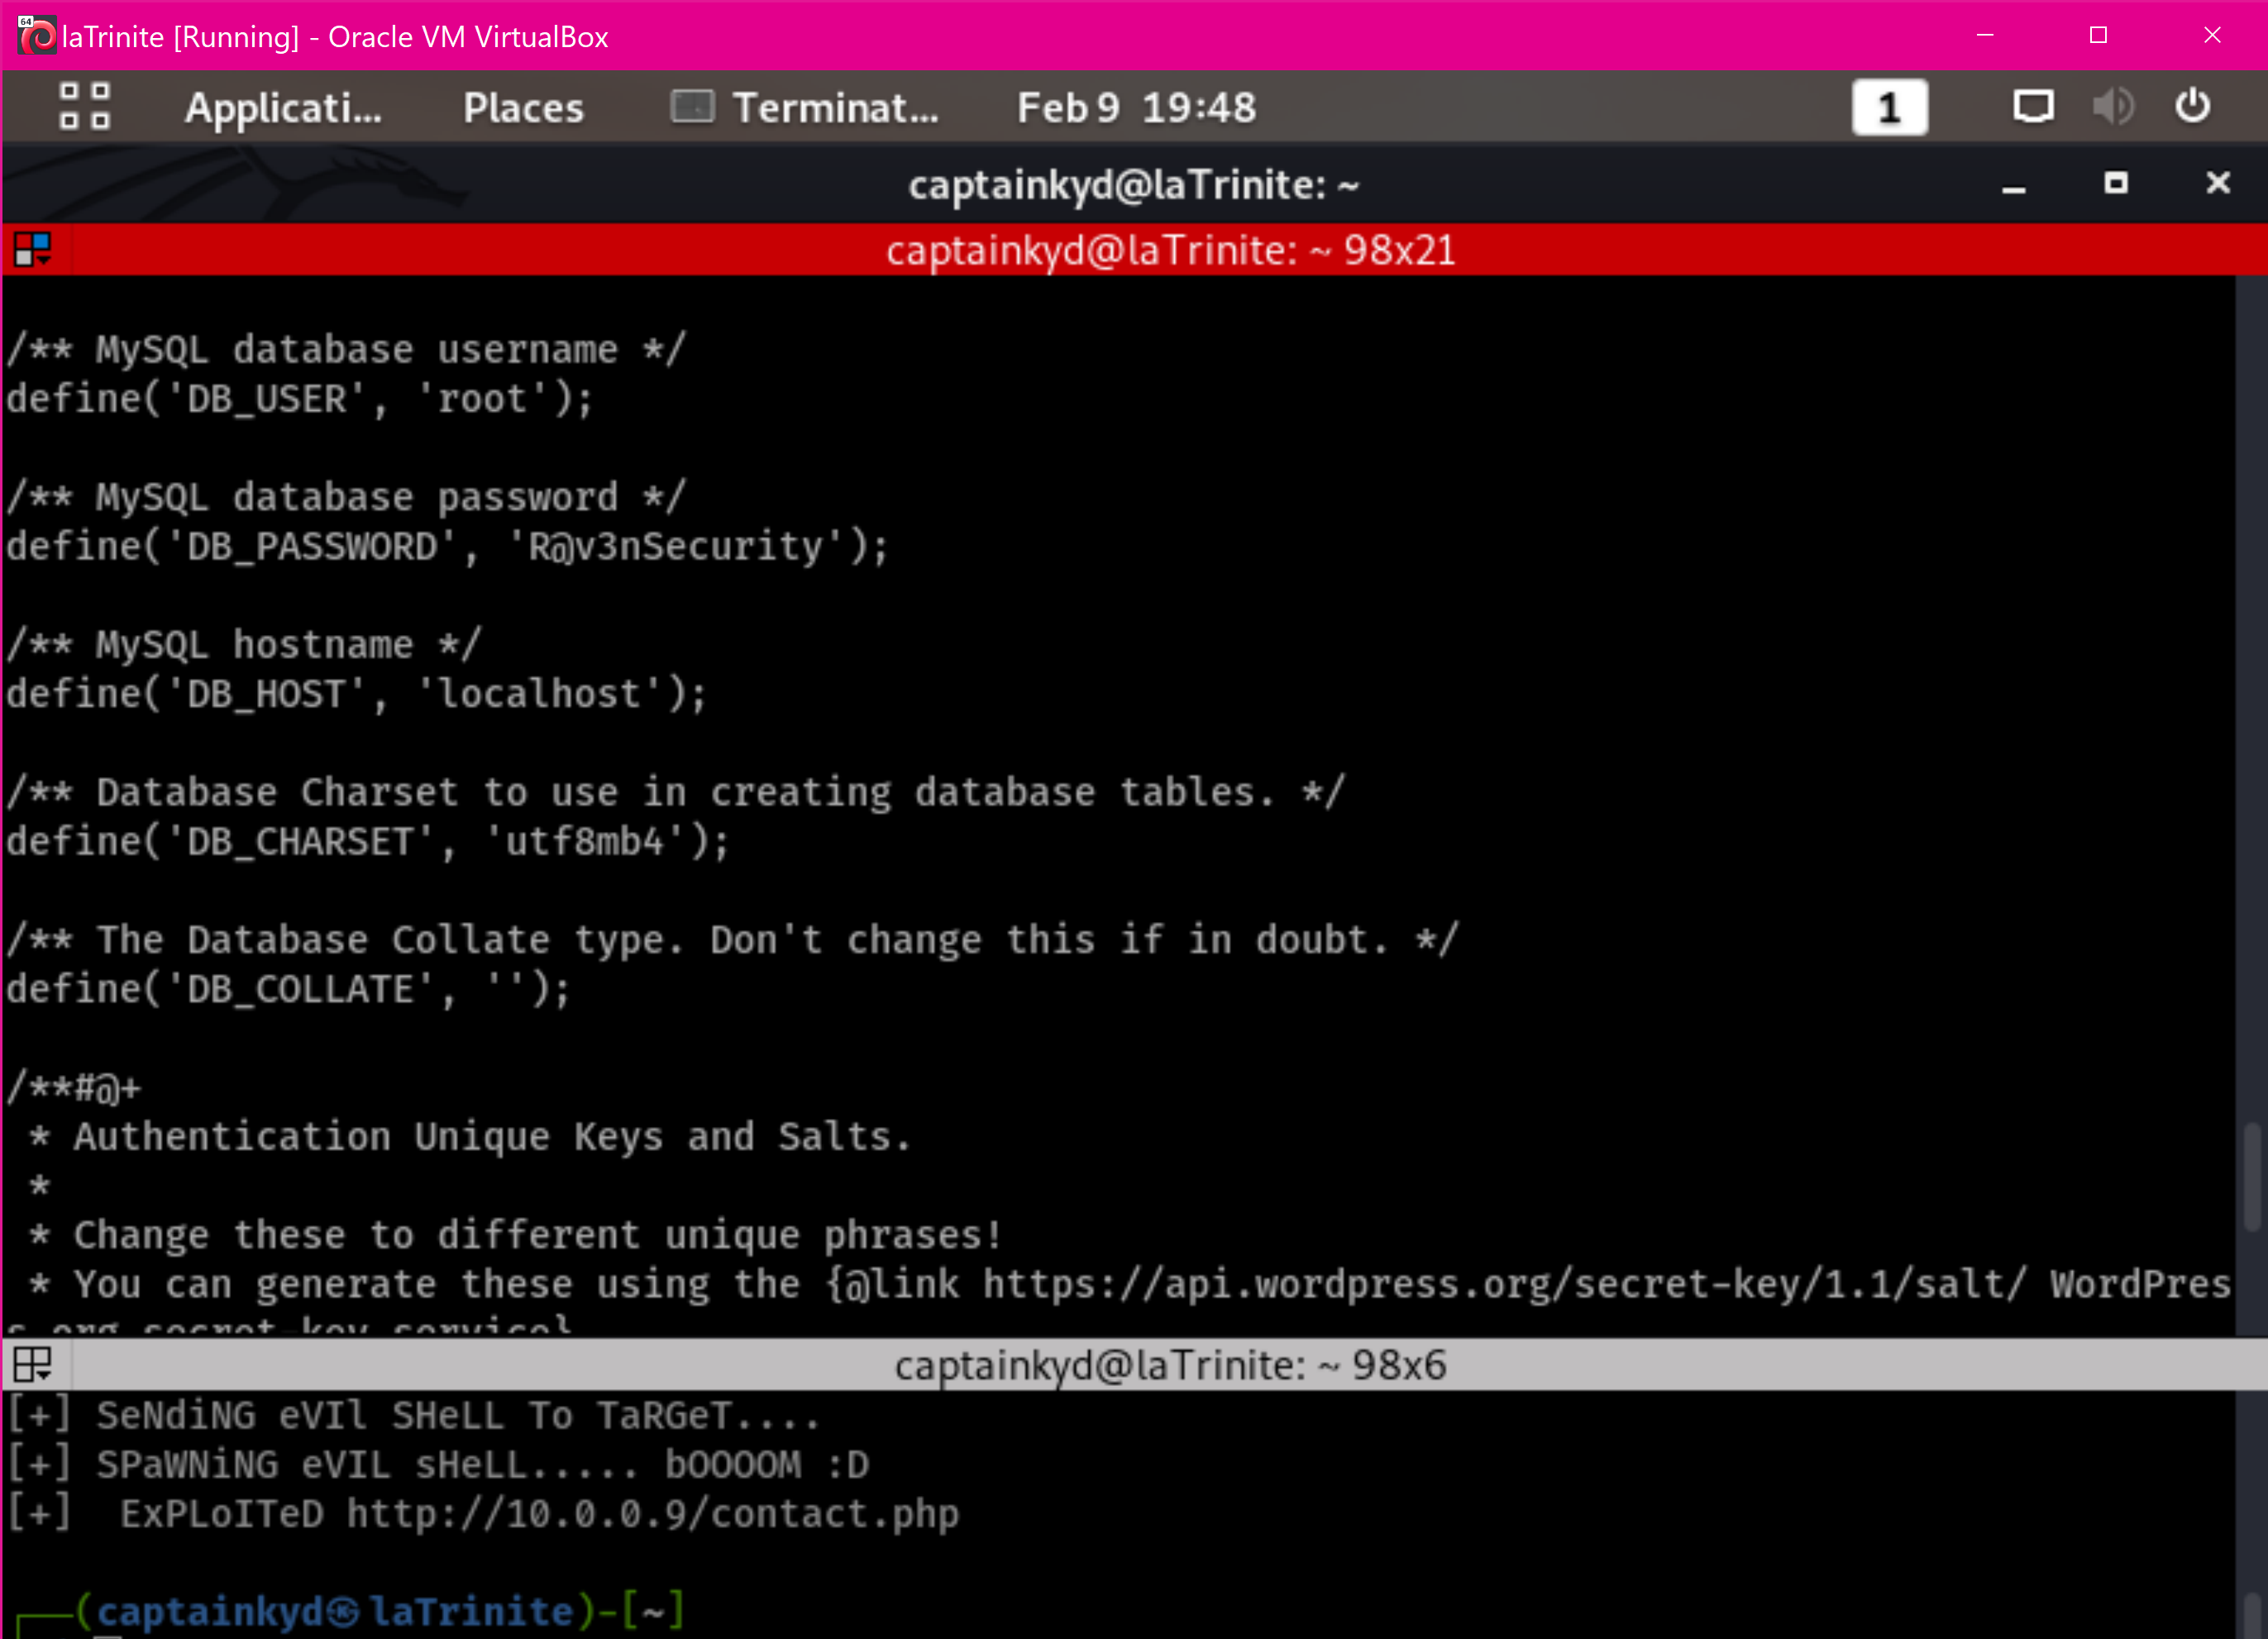 64
laTrinite [Running] - Oracle VM VirtualBox
Applicati... Places Terminat... Feb 9 19:48 1
captainkyd@laTrinite: ~
captainkyd@laTrinite: ~ 98x21
/** MySQL database username */
define('DB_USER', 'root');
/** MySQL database password */
define('DB_PASSWORD', 'R@v3nSecurity');
/** MySQL hostname */
define('DB_HOST', 'localhost');
/** Database Charset to use in creating database tables. */
define('DB_CHARSET', 'utf8mb4');
/** The Database Collate type. Don't change this if in doubt. */
define('DB_COLLATE', '');
/**#@+
 * Authentication Unique Keys and Salts.
 *
 * Change these to different unique phrases!
 * You can generate these using the {@link https://api.wordpress.org/secret-key/1.1/salt/ WordPres
s.org secret-key service}
captainkyd@laTrinite: ~ 98x6
[+] SeNdiNG eVIl SHeLL To TaRGeT....
[+] SPaWNiNG eVIL sHeLL..... bOOOOM :D
[+]  ExPLoITeD http://10.0.0.9/contact.php
┌──(captainkyd㉿laTrinite)-[~]